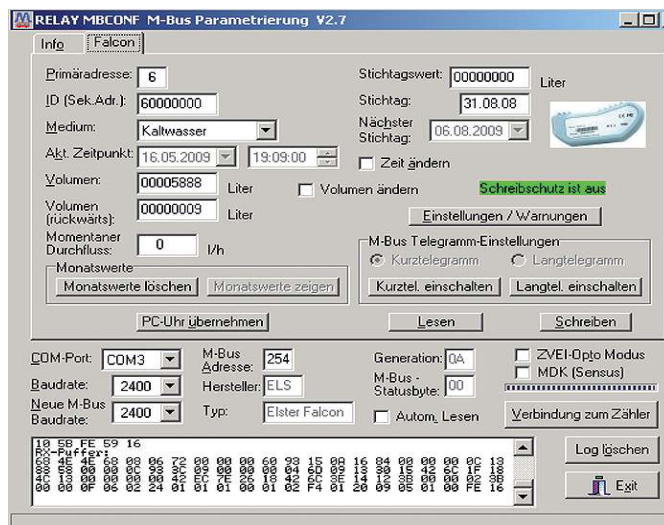 RELAY MBCONF M-Bus Parametrierung V2.7
Info Falcon
Primäradresse: 6
Stichtagswert: 00000000 Liter
ID (Sek.Adr.): 60000000
Stichtag: 31.08.08
Medium: Kaltwasser
Nächster Stichtag: 06.08.2009
Akt. Zeitpunkt: 16.05.2009 19:09:00
Zeit ändern
Volumen: 00005888 Liter
Volumen ändern
Schreibschutz ist aus
Volumen (rückwärts): 00000009 Liter
Einstellungen / Warnungen
Momentaner Durchfluss: 0 l/h
M-Bus Telegramm-Einstellungen
Kurztelegramm Langtelegramm
Monatswerte
Monatswerte löschen Monatswerte zeigen
Kurztel. einschalten Langtel. einschalten
PC-Uhr übernehmen Lesen Schreiben
COM-Port: COM3
M-Bus Adresse: 254
Generation: 0A
ZVEI-Opto Modus
MDK (Sensus)
Baudrate: 2400
Hersteller: ELS
M-Bus - Statusbyte: 00
Neue M-Bus Baudrate: 2400
Typ: Elster Falcon
Autom. Lesen
Verbindung zum Zähler
10 5B FE 59 16
RX-Puffer:
Log löschen
Exit